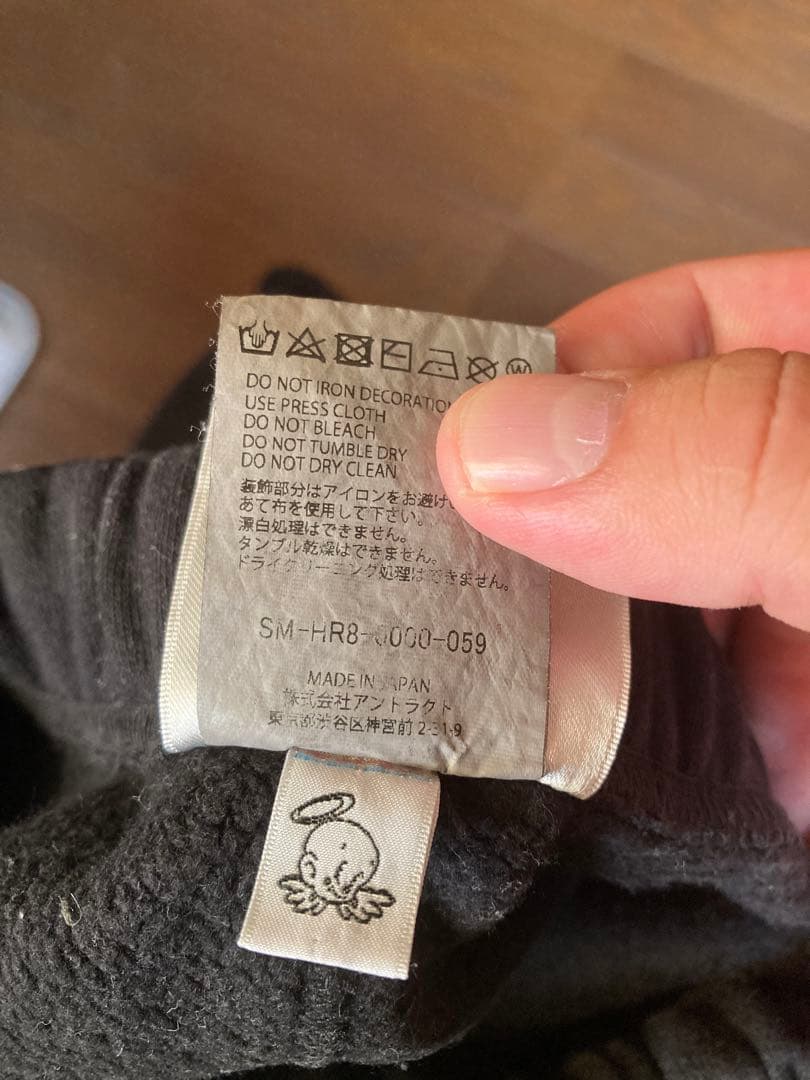 DO NOT IRON DECORATIO
USE PRESS CLOTH
DO NOT BLEACH
DO NOT TUMBLE DRY
DO NOT DRY CLEAN
装飾部分はアイロンをお避け
あて布を使用して下さい。
漂白処理はできません。
タンブル乾燥はできません。
ドライクリーニング処理はできません。
SM-HR8-0000-059
MADE IN JAPAN
株式会社アントラクト
東京都渋谷区神宮前 2-31-9
W